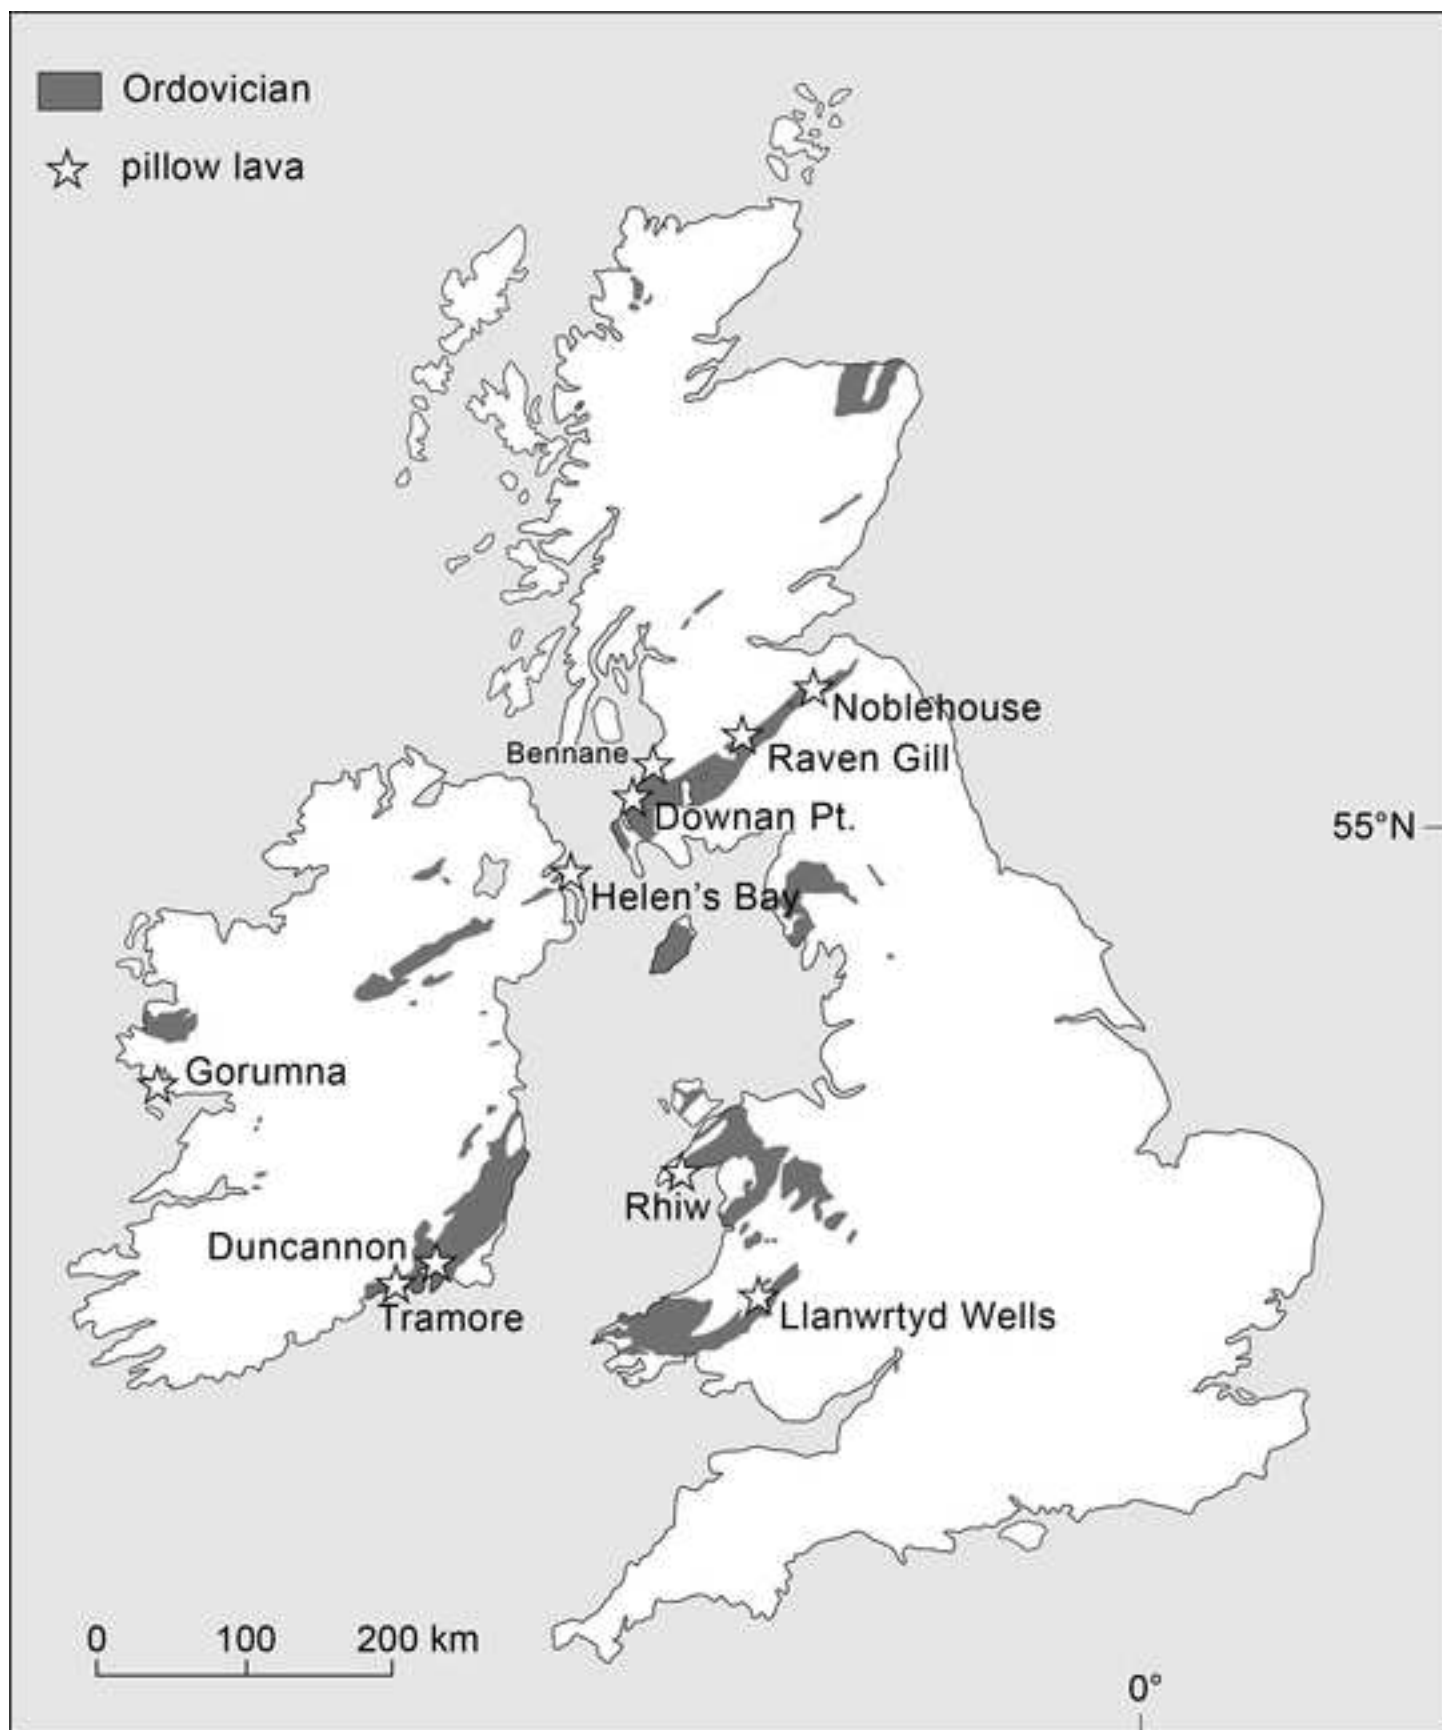 Ordovician
pillow lava
Noblehouse
Bennane
Raven Gill
Downan Pt.
55°N
Helen's Bay
Gorumna
Rhiw
Duncannon
Tramore
Llanwrtyd Wells
0 100 200 km
0°